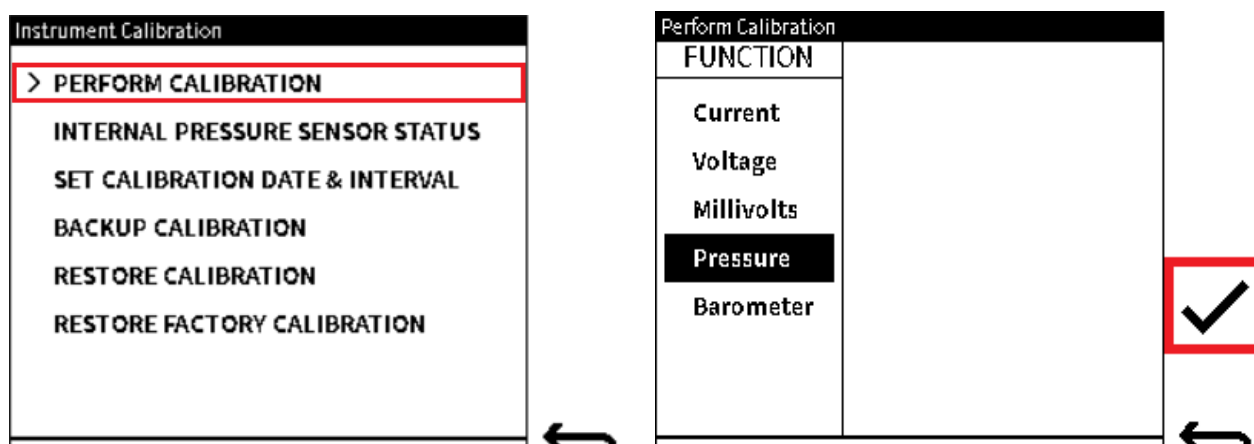 Instrument Calibration
> PERFORM CALIBRATION
INTERNAL PRESSURE SENSOR STATUS
SET CALIBRATION DATE & INTERVAL
BACKUP CALIBRATION
RESTORE CALIBRATION
RESTORE FACTORY CALIBRATION
Perform Calibration
FUNCTION
Current
Voltage
Millivolts
Pressure
Barometer